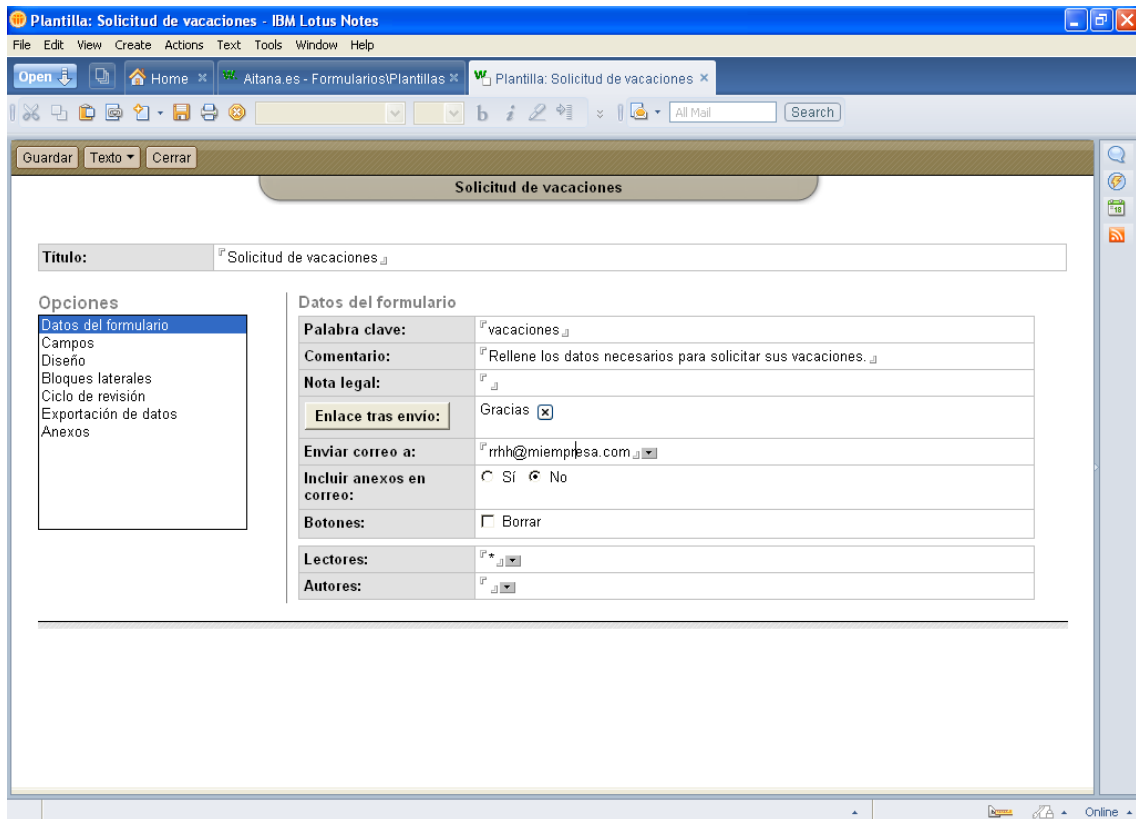 Plantilla: Solicitud de vacaciones - IBM Lotus Notes
File Edit View Create Actions Text Tools Window Help
Open Home Aitana.es - Formularios\Plantillas Plantilla: Solicitud de vacaciones
b i All Mail Search
Guardar Texto Cerrar
Solicitud de vacaciones
Título: Solicitud de vacaciones
Opciones
Datos del formulario
Campos
Diseño
Bloques laterales
Ciclo de revisión
Exportación de datos
Anexos
Datos del formulario
Palabra clave: vacaciones
Comentario: Rellene los datos necesarios para solicitar sus vacaciones.
Nota legal:
Enlace tras envío: Gracias
Enviar correo a: rrhh@miempresa.com
Incluir anexos en correo: Sí No
Botones: Borrar
Lectores: *
Autores:
18
Online